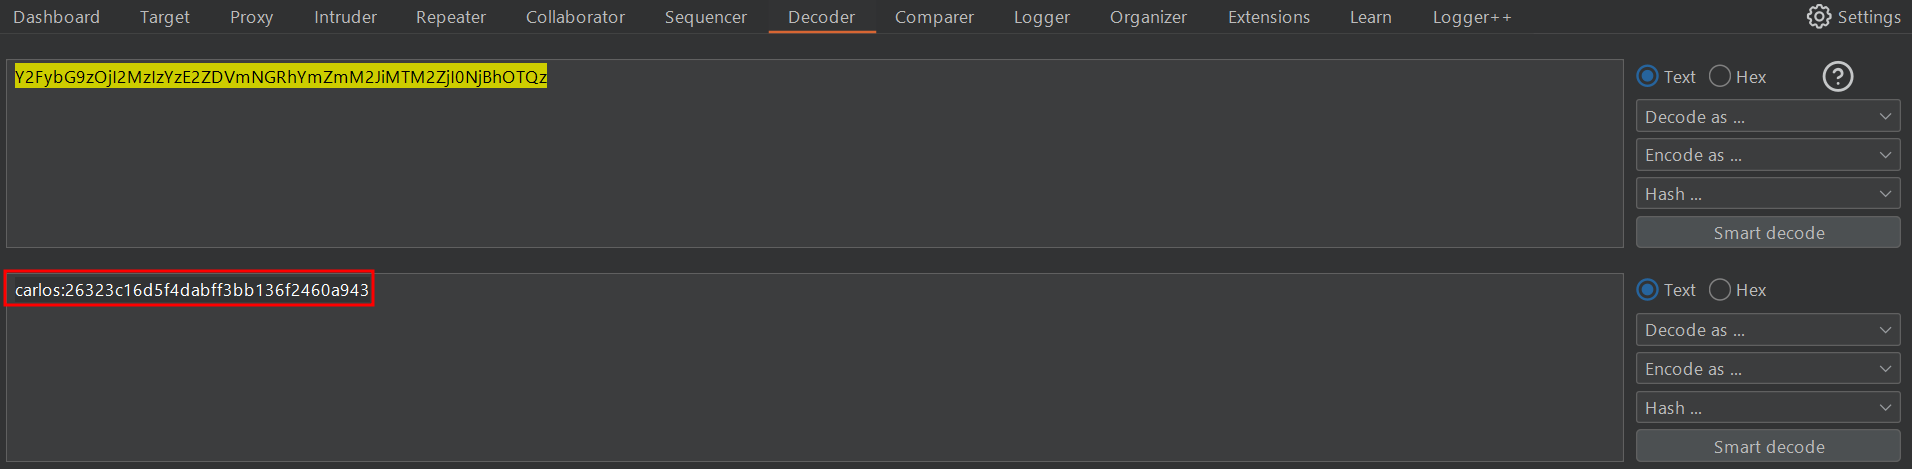 Dashboard Target Proxy Intruder Repeater Collaborator Sequencer Decoder Comparer Logger Organizer Extensions Learn Logger++ Settings
Y2FybG9zOjI2MzIzYzE2ZDVmNGRhYmZmM2JiMTM2ZjI0NjBhOTQz
Text Hex ?
Decode as ...
Encode as ...
Hash ...
Smart decode
carlos:26323c16d5f4dabff3bb136f2460a943
Text Hex
Decode as ...
Encode as ...
Hash ...
Smart decode